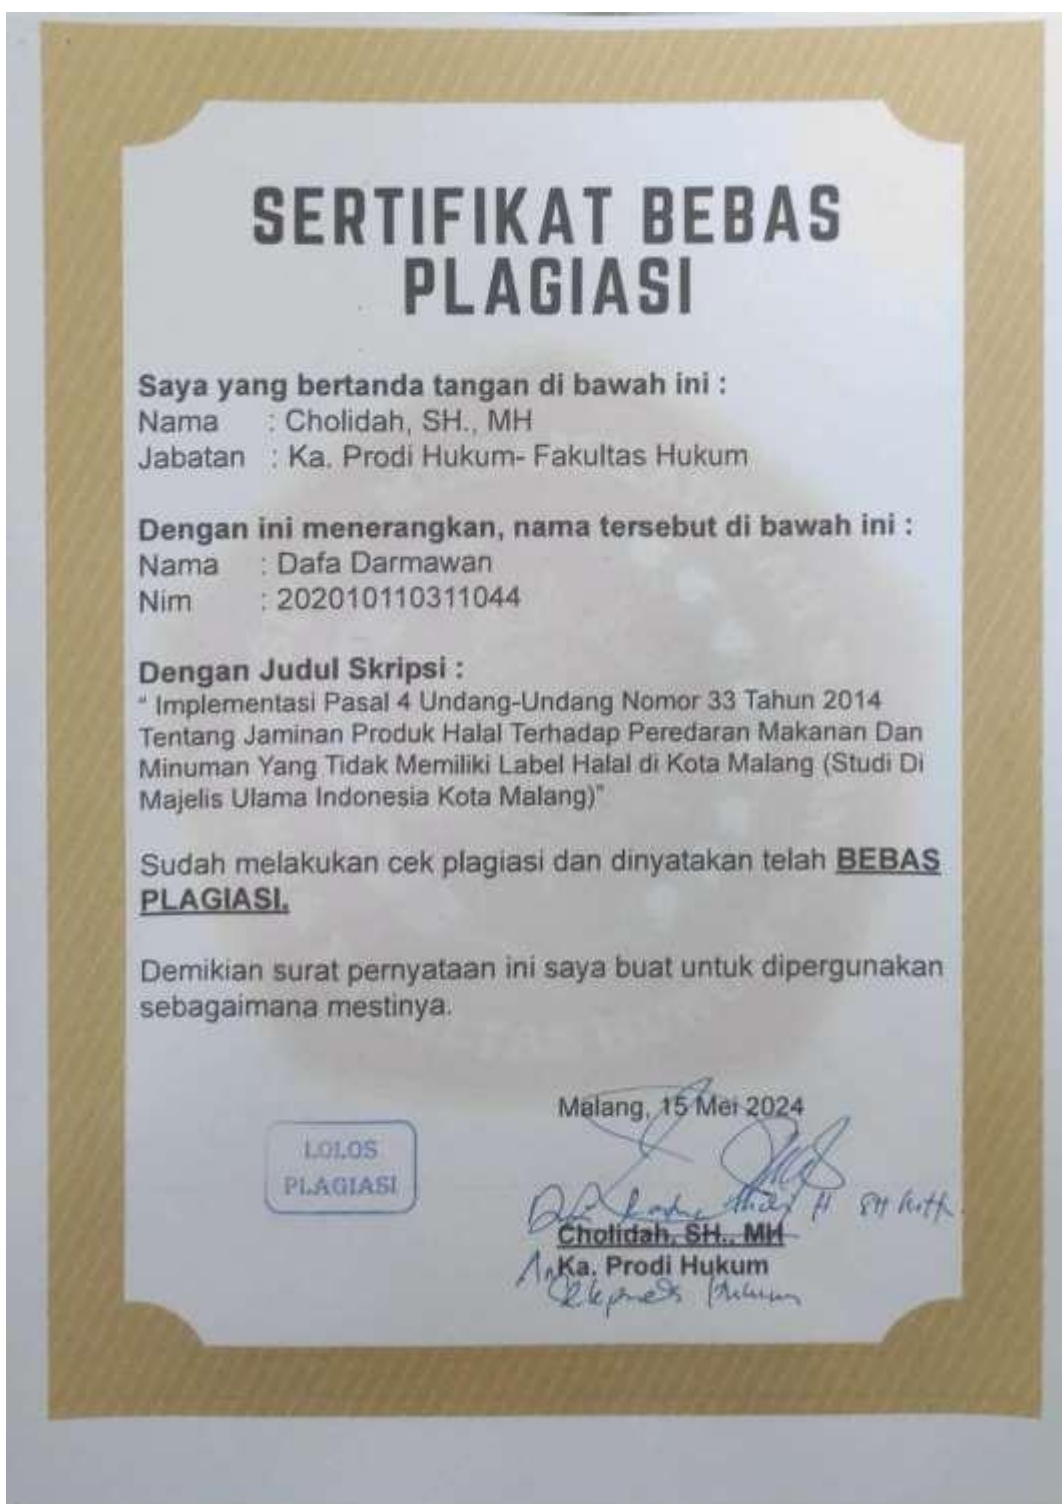 SERTIFIKAT BEBAS
PLAGIASI
Saya yang bertanda tangan di bawah ini :
Nama : Cholidah, SH., MH
Jabatan : Ka. Prodi Hukum- Fakultas Hukum
Dengan ini menerangkan, nama tersebut di bawah ini :
Nama : Dafa Darmawan
Nim : 202010110311044
Dengan Judul Skripsi :
" Implementasi Pasal 4 Undang-Undang Nomor 33 Tahun 2014
Tentang Jaminan Produk Halal Terhadap Peredaran Makanan Dan
Minuman Yang Tidak Memiliki Label Halal di Kota Malang (Studi Di
Majelis Ulama Indonesia Kota Malang)"
Sudah melakukan cek plagiasi dan dinyatakan telah BEBAS
PLAGIASI.
Demikian surat pernyataan ini saya buat untuk dipergunakan
sebagaimana mestinya.
Malang, 15 Mei 2024
LOLOS
PLAGIASI
Cholidah, SH., MH
Ka. Prodi Hukum